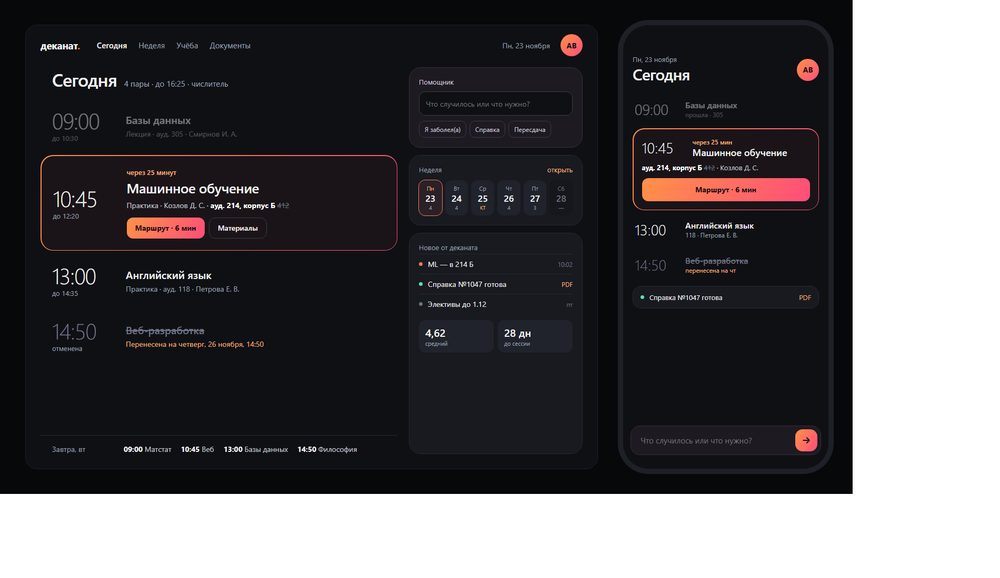 деканат.
Сегодня Неделя Учёба Документы
Пн, 23 ноября
АВ
Сегодня 4 пары · до 16:25 · числитель
09:00
до 10:30
Базы данных
Лекция · ауд. 305 · Смирнов И. А.
10:45
до 12:20
через 25 минут
Машинное обучение
Практика · Козлов Д. С. · ауд. 214, корпус Б 412
Маршрут · 6 мин
Материалы
13:00
до 14:35
Английский язык
Практика · ауд. 118 · Петрова Е. В.
14:50
отменена
Веб-разработка
Перенесена на четверг, 26 ноября, 14:50
Завтра, вт 09:00 Матстат 10:45 Веб 13:00 Базы данных 14:50 Философия
Помощник
Что случилось или что нужно?
Я заболел(а) Справка Пересдача
Неделя открыть
Пн Вт Ср Чт Пт Сб
23 24 25 26 27 28
4 4 КТ 4 3 —
Новое от деканата
ML — в 214 Б 10:02
Справка №1047 готова PDF
Элективы до 1.12 пт
4,62
средний
28 дн
до сессии
Пн, 23 ноября
Сегодня
АВ
09:00
Базы данных
прошла · 305
10:45
через 25 мин
Машинное обучение
ауд. 214, корпус Б 412 · Козлов Д. С.
Маршрут · 6 мин
13:00
Английский язык
118 · Петрова Е. В.
14:50
Веб-разработка
перенесена на чт
Справка №1047 готова PDF
Что случилось или что нужно?